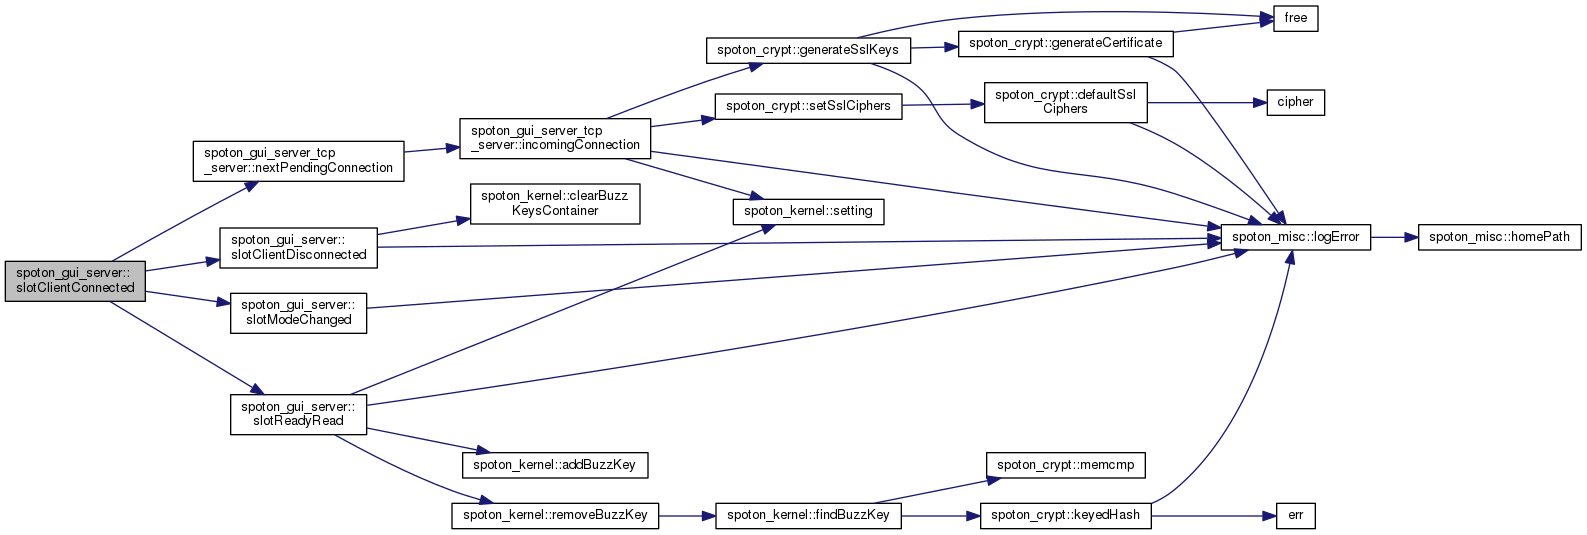 spoton_gui_server::
slotClientConnected
spoton_gui_server_tcp
_server::nextPendingConnection
spoton_gui_server::
slotClientDisconnected
spoton_gui_server::
slotModeChanged
spoton_gui_server::
slotReadyRead
spoton_gui_server_tcp
_server::incomingConnection
spoton_kernel::clearBuzz
KeysContainer
spoton_kernel::addBuzzKey
spoton_kernel::removeBuzzKey
spoton_crypt::generateSslKeys
spoton_crypt::setSslCiphers
spoton_kernel::setting
spoton_kernel::findBuzzKey
spoton_crypt::generateCertificate
spoton_crypt::defaultSsl
Ciphers
spoton_crypt::memcmp
spoton_crypt::keyedHash
free
cipher
spoton_misc::logError
err
spoton_misc::homePath